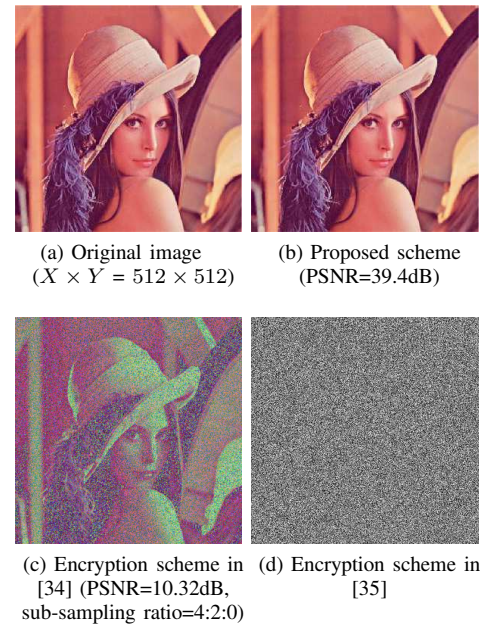 (a) Original image
(X × Y = 512 × 512)
(b) Proposed scheme
(PSNR=39.4dB)
(c) Encryption scheme in
[34] (PSNR=10.32dB,
sub-sampling ratio=4:2:0)
(d) Encryption scheme in
[35]